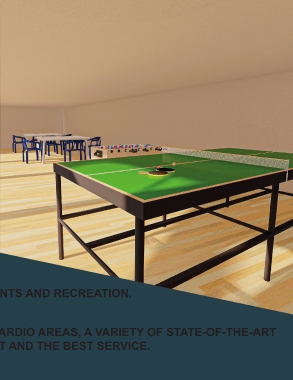 NTS AND RECREATION.
ARDIO AREAS, A VARIETY OF STATE-OF-THE-ART
T AND THE BEST SERVICE.